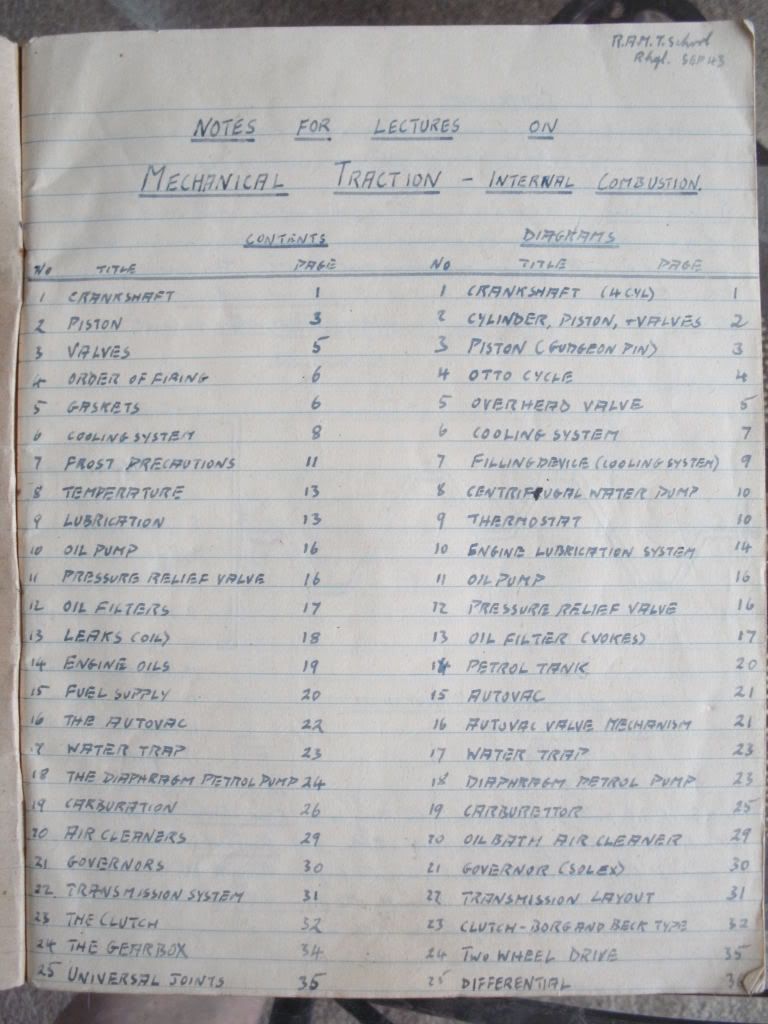 R.A.M.T. School
Rhyl. SEP 43
NOTES FOR LECTURES ON
MECHANICAL TRACTION - INTERNAL COMBUSTION.
CONTENTS DIAGRAMS
No TITLE PAGE No TITLE PAGE
1 CRANKSHAFT 1 1 CRANKSHAFT (4 CYL) 1
2 PISTON 3 2 CYLINDER, PISTON, +VALVES 2
3 VALVES 5 3 PISTON (GUDGEON PIN) 3
4 ORDER OF FIRING 6 4 OTTO CYCLE 4
5 GASKETS 6 5 OVERHEAD VALVE 5
6 COOLING SYSTEM 8 6 COOLING SYSTEM 7
7 FROST PRECAUTIONS 11 7 FILLING DEVICE (COOLING SYSTEM) 9
8 TEMPERATURE 13 8 CENTRIFUGAL WATER PUMP 10
9 LUBRICATION 13 9 THERMOSTAT 10
10 OIL PUMP 16 10 ENGINE LUBRICATION SYSTEM 14
11 PRESSURE RELIEF VALVE 16 11 OIL PUMP 16
12 OIL FILTERS 17 12 PRESSURE RELIEF VALVE 16
13 LEAKS (OIL) 18 13 OIL FILTER (VOKES) 17
14 ENGINE OILS 19 14 PETROL TANK 20
15 FUEL SUPPLY 20 15 AUTOVAC 21
16 THE AUTOVAC 22 16 AUTOVAC VALVE MECHANISM 21
17 WATER TRAP 23 17 WATER TRAP 23
18 THE DIAPHRAGM PETROL PUMP 24 18 DIAPHRAGM PETROL PUMP 23
19 CARBURATION 26 19 CARBURETTOR 25
20 AIR CLEANERS 29 20 OIL BATH AIR CLEANER 29
21 GOVERNORS 30 21 GOVERNOR (SOLEX) 30
22 TRANSMISSION SYSTEM 31 22 TRANSMISSION LAYOUT 31
23 THE CLUTCH 32 23 CLUTCH - BORG AND BECK TYPE 32
24 THE GEARBOX 34 24 TWO WHEEL DRIVE 35
25 UNIVERSAL JOINTS 35 25 DIFFERENTIAL 36